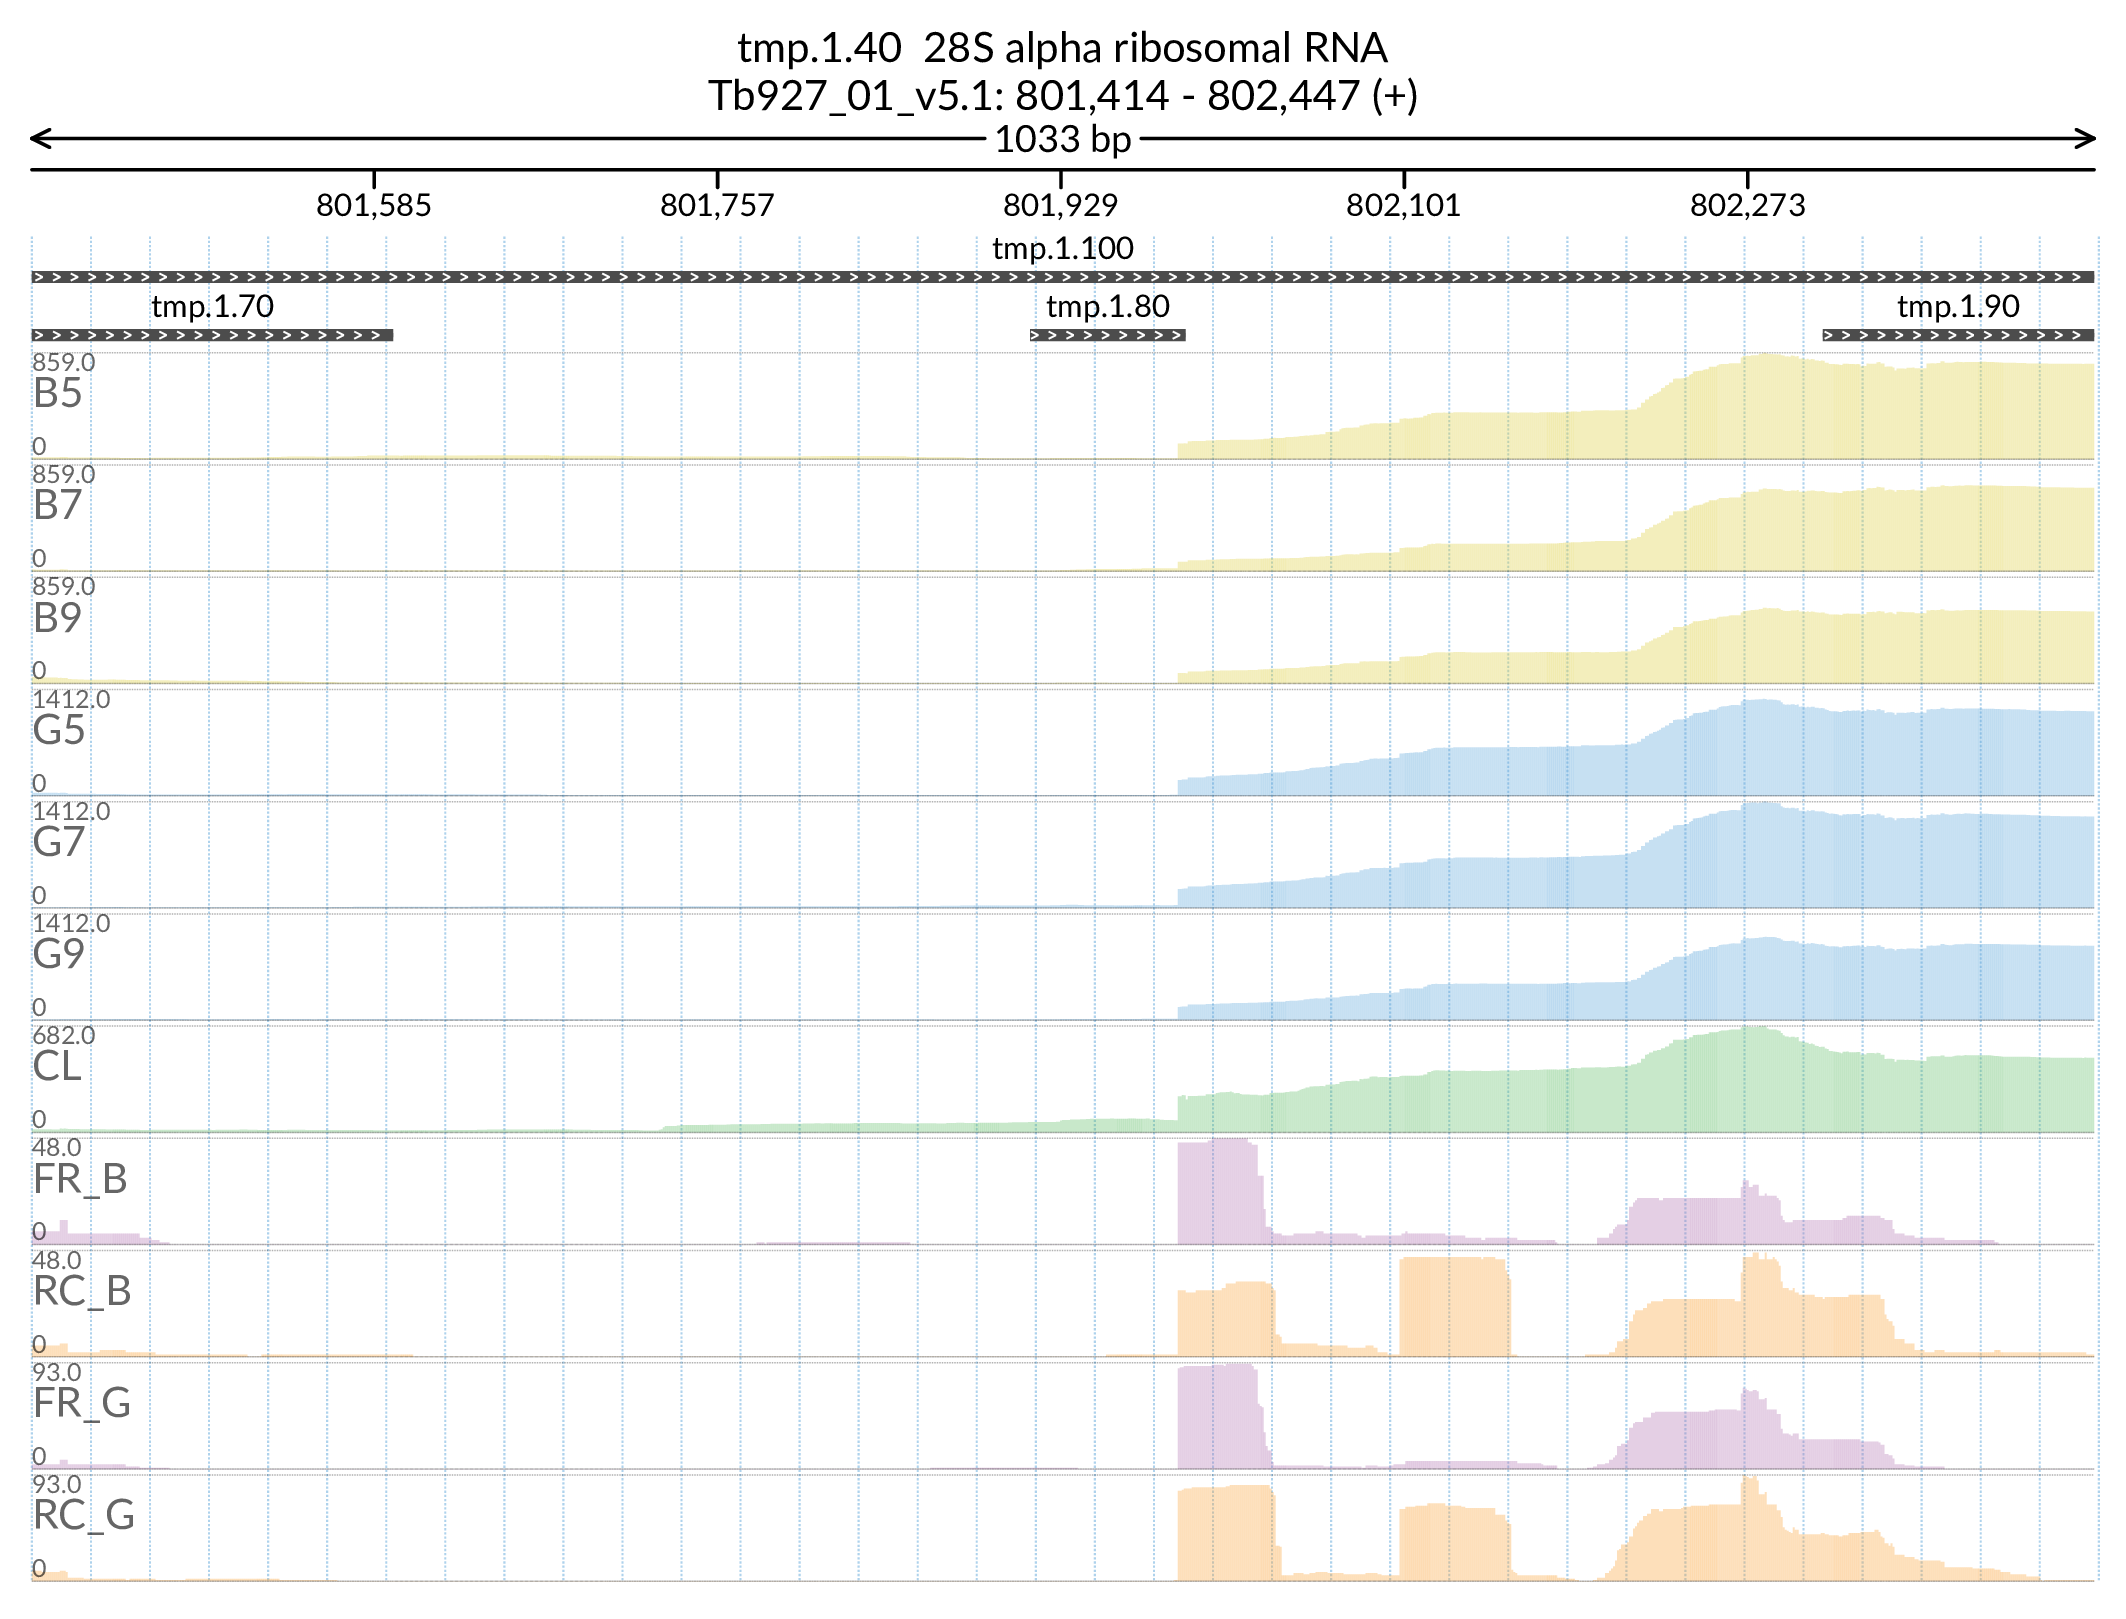 tmp.1.40 28S alpha ribosomal RNA
Tb927_01_v5.1: 801,414 - 802,447 (+)
1033 bp
801,585 801,757 801,929 802,101 802,273
tmp.1.100
tmp.1.70 tmp.1.80 tmp.1.90
859.0
B5
0
859.0
B7
0
859.0
B9
0
1412.0
G5
0
1412.0
G7
0
1412.0
G9
0
682.0
CL
0
48.0
FR_B
0
48.0
RC_B
0
93.0
FR_G
0
93.0
RC_G
0